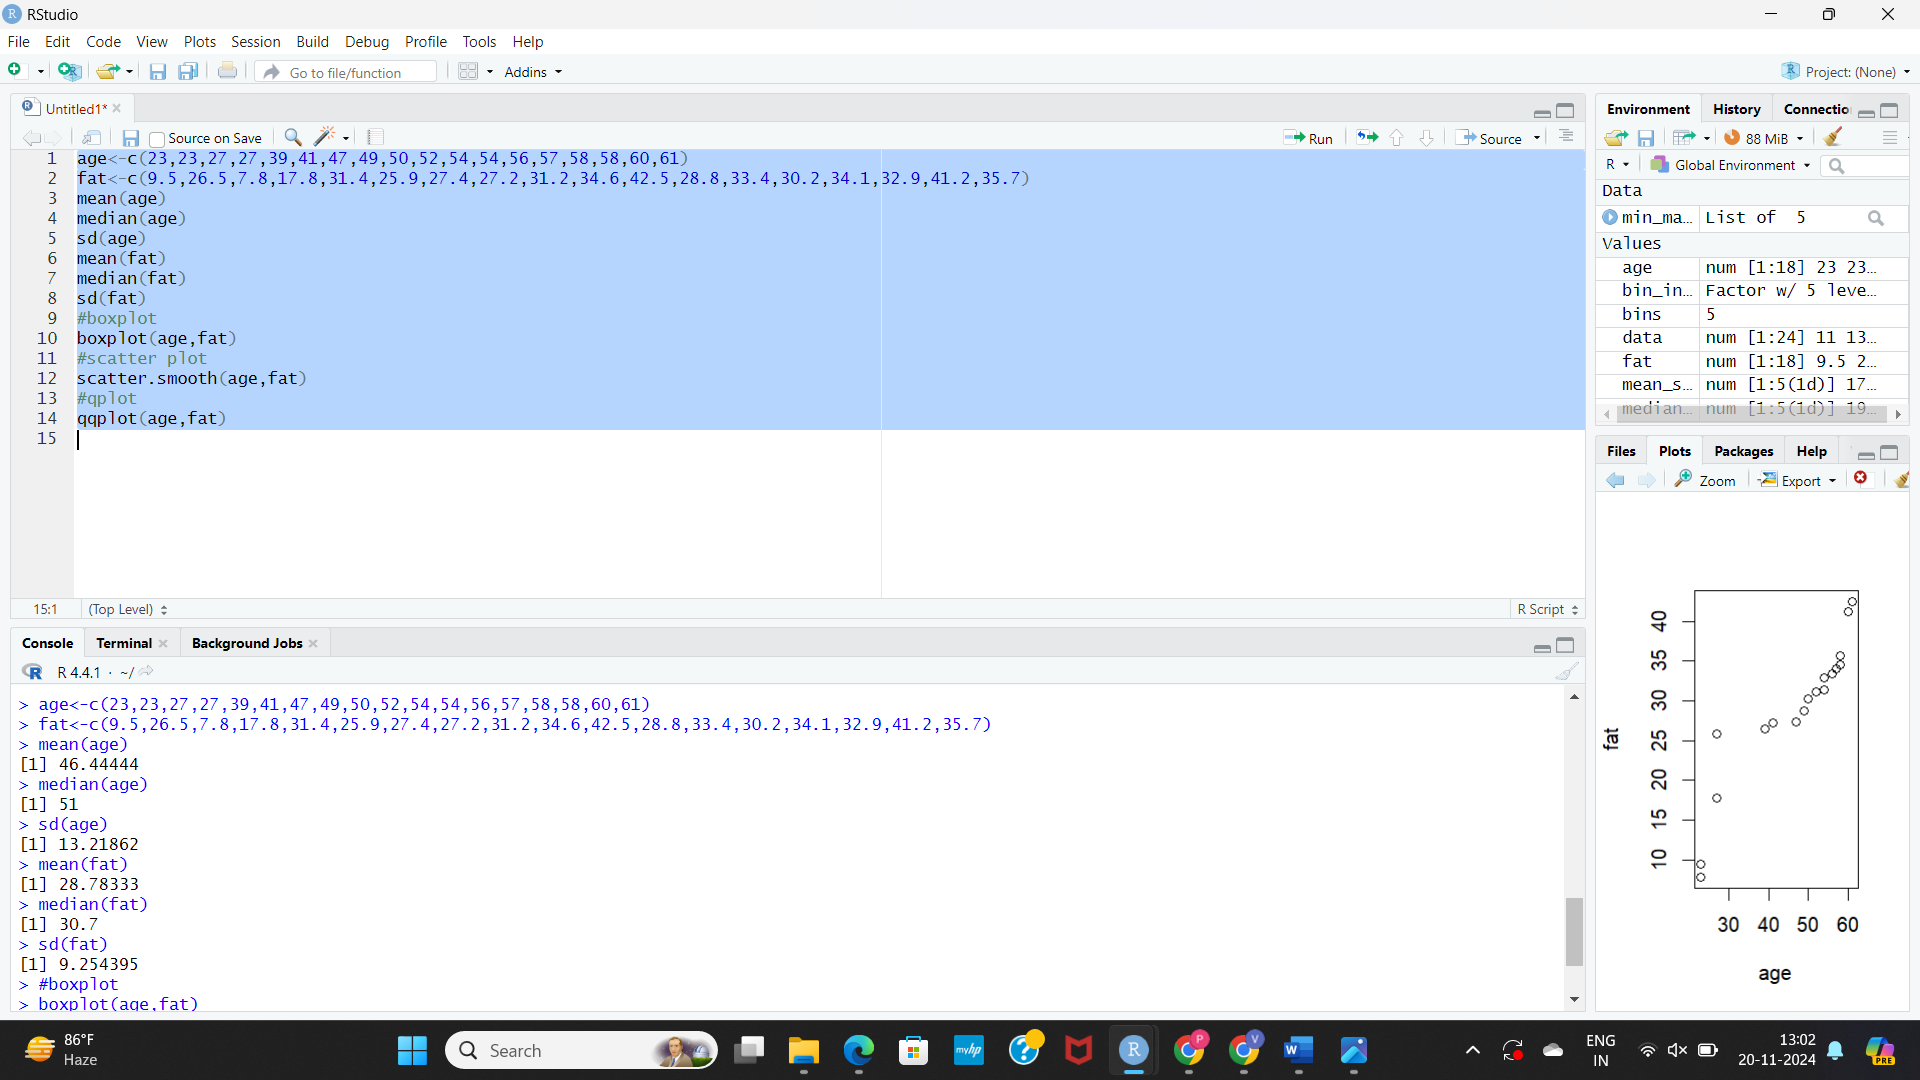 RStudio
File Edit Code View Plots Session Build Debug Profile Tools Help
Go to file/function Addins Project: (None)
Untitled1*
Source on Save Run Source
1 age<-c(23,23,27,27,39,41,47,49,50,52,54,54,56,57,58,58,60,61)
2 fat<-c(9.5,26.5,7.8,17.8,31.4,25.9,27.4,27.2,31.2,34.6,42.5,28.8,33.4,30.2,34.1,32.9,41.2,35.7)
3 mean(age)
4 median(age)
5 sd(age)
6 mean(fat)
7 median(fat)
8 sd(fat)
9 #boxplot
10 boxplot(age,fat)
11 #scatter plot
12 scatter.smooth(age,fat)
13 #qplot
14 qqplot(age,fat)
15
15:1 (Top Level) R Script
Console Terminal Background Jobs
R 4.4.1 · ~/
> age<-c(23,23,27,27,39,41,47,49,50,52,54,54,56,57,58,58,60,61)
> fat<-c(9.5,26.5,7.8,17.8,31.4,25.9,27.4,27.2,31.2,34.6,42.5,28.8,33.4,30.2,34.1,32.9,41.2,35.7)
> mean(age)
[1] 46.44444
> median(age)
[1] 51
> sd(age)
[1] 13.21862
> mean(fat)
[1] 28.78333
> median(fat)
[1] 30.7
> sd(fat)
[1] 9.254395
> #boxplot
> boxplot(age,fat)
Environment History Connectio
88 MiB
R Global Environment
Data
min_ma… List of 5
Values
age num [1:18] 23 23…
bin_in… Factor w/ 5 leve…
bins 5
data num [1:24] 11 13…
fat num [1:18] 9.5 2…
mean_s… num [1:5(1d)] 17…
median… num [1:5(1d)] 19…
Files Plots Packages Help
Zoom Export
fat
40
35
30
25
20
15
10
30 40 50 60
age
86°F
Haze
Search
myhp
R
P
V
ENG
IN
13:02
20-11-2024
PRE